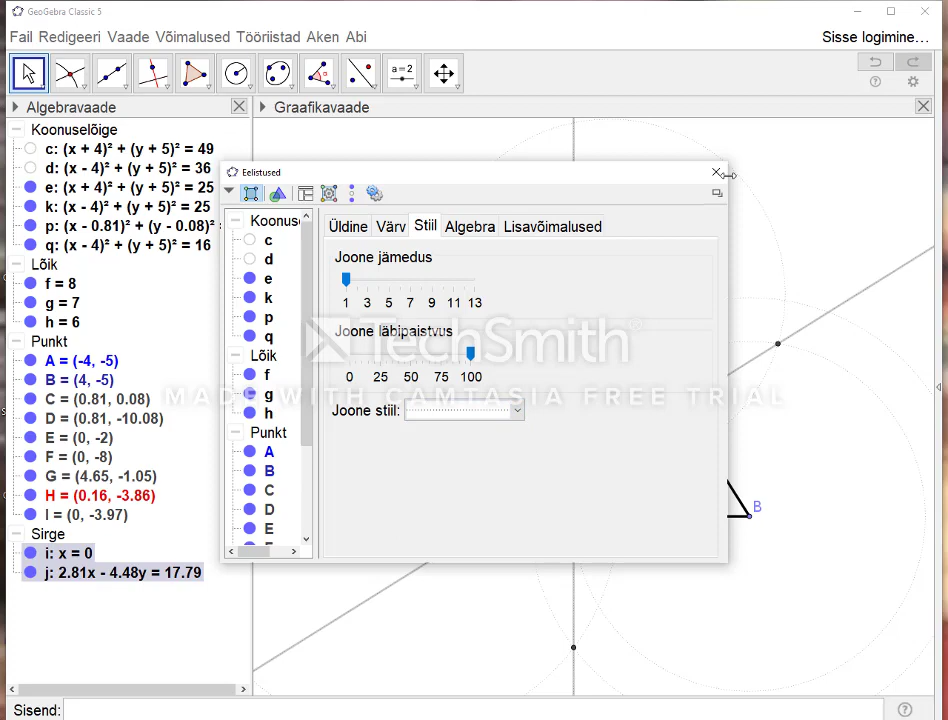 GeoGebra Classic 5
Fail Redigeeri Vaade Võimalused Tööriistad Aken Abi
Sisse logimine...
a=2
Algebravaade
Graafikavaade
Koonuselõige
c: (x + 4)² + (y + 5)² = 49
d: (x - 4)² + (y + 5)² = 36
e: (x + 4)² + (y + 5)² = 25
k: (x - 4)² + (y + 5)² = 25
p: (x - 0.81)² + (y - 0.08)² =
q: (x - 4)² + (y + 5)² = 16
Lõik
f = 8
g = 7
h = 6
Punkt
A = (-4, -5)
B = (4, -5)
C = (0.81, 0.08)
D = (0.81, -10.08)
E = (0, -2)
F = (0, -8)
G = (4.65, -1.05)
H = (0.16, -3.86)
I = (0, -3.97)
Sirge
i: x = 0
j: 2.81x - 4.48y = 17.79
Eelistused
Koonus
c
d
e
k
p
q
Lõik
f
g
h
Punkt
A
B
C
D
E
Üldine Värv Stiil Algebra Lisavõimalused
Joone jämedus
1 3 5 7 9 11 13
Joone läbipaistvus
0 25 50 75 100
Joone stiil:
TechSmith
MADE WITH CAMTASIA FREE TRIAL
B
Sisend: